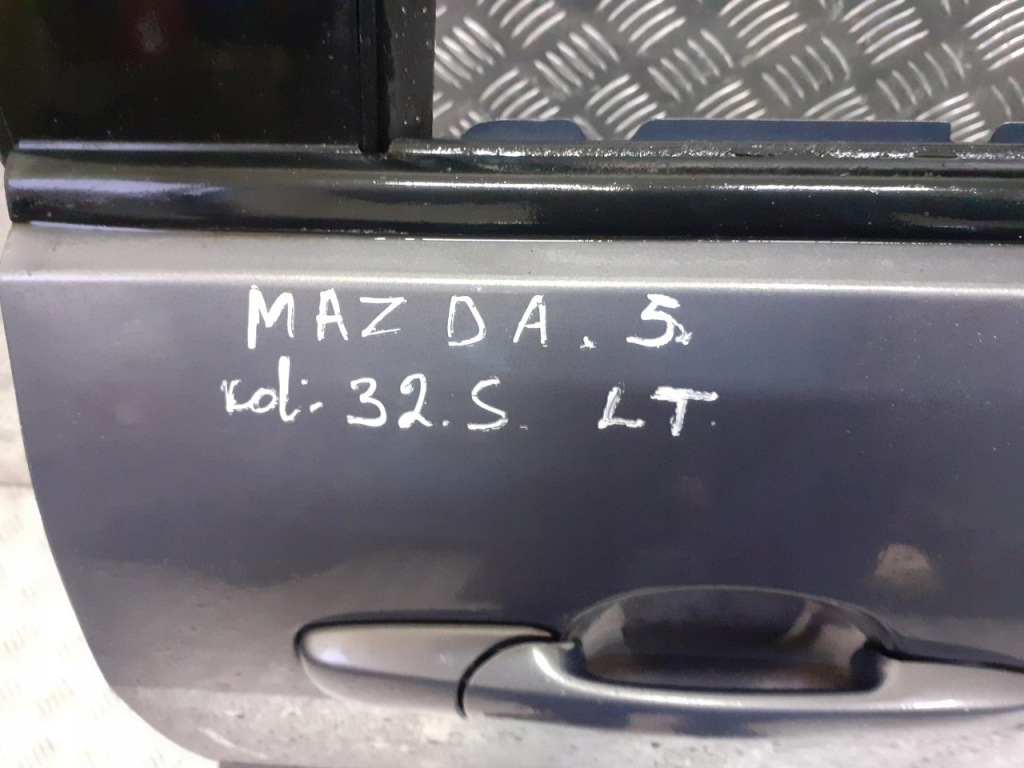 MAZDA. 5.
kol: 32.S. LT.